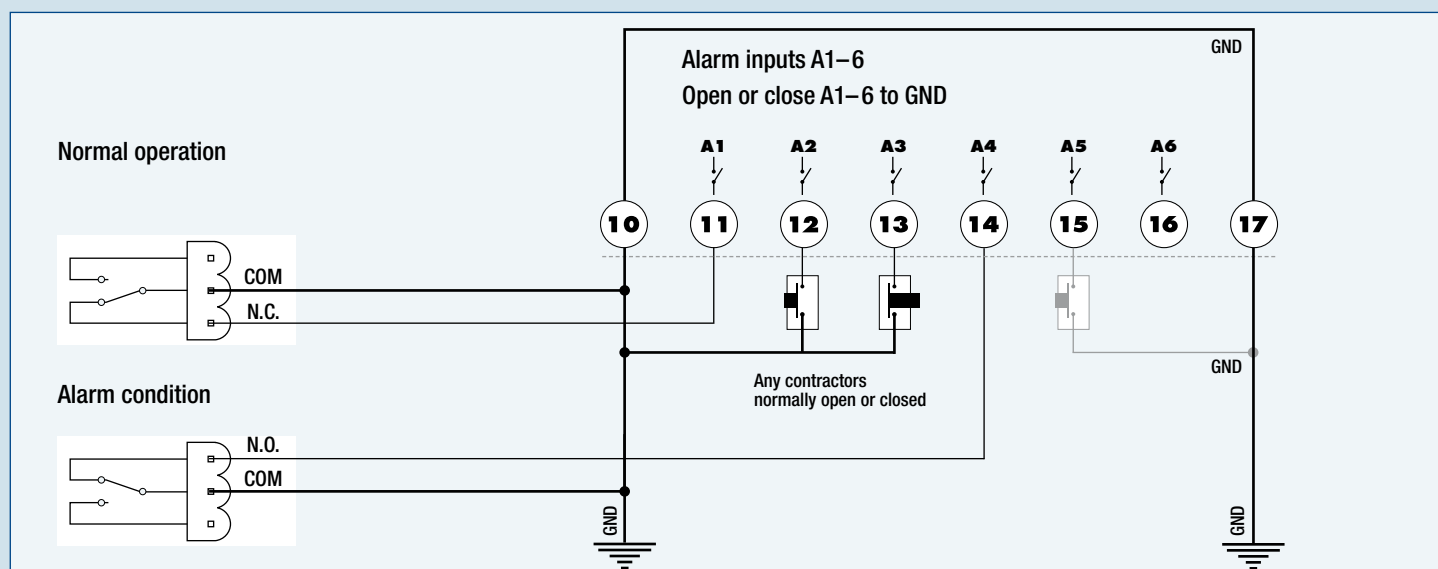 GND
Alarm inputs A1–6
Open or close A1–6 to GND
Normal operation
A1 A2 A3 A4 A5 A6
10 11 12 13 14 15 16 17
COM
N.C.
GND
Any contractors
normally open or closed
Alarm condition
N.O.
COM
GND
GND